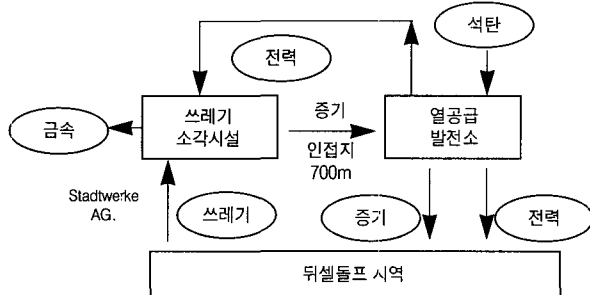 석탄
전력
쓰레기
소각시설
증기
인접지
700m
열공급
발전소
금속
Stadtwerke
AG.
쓰레기
증기
전력
뒤셀돌프 시역